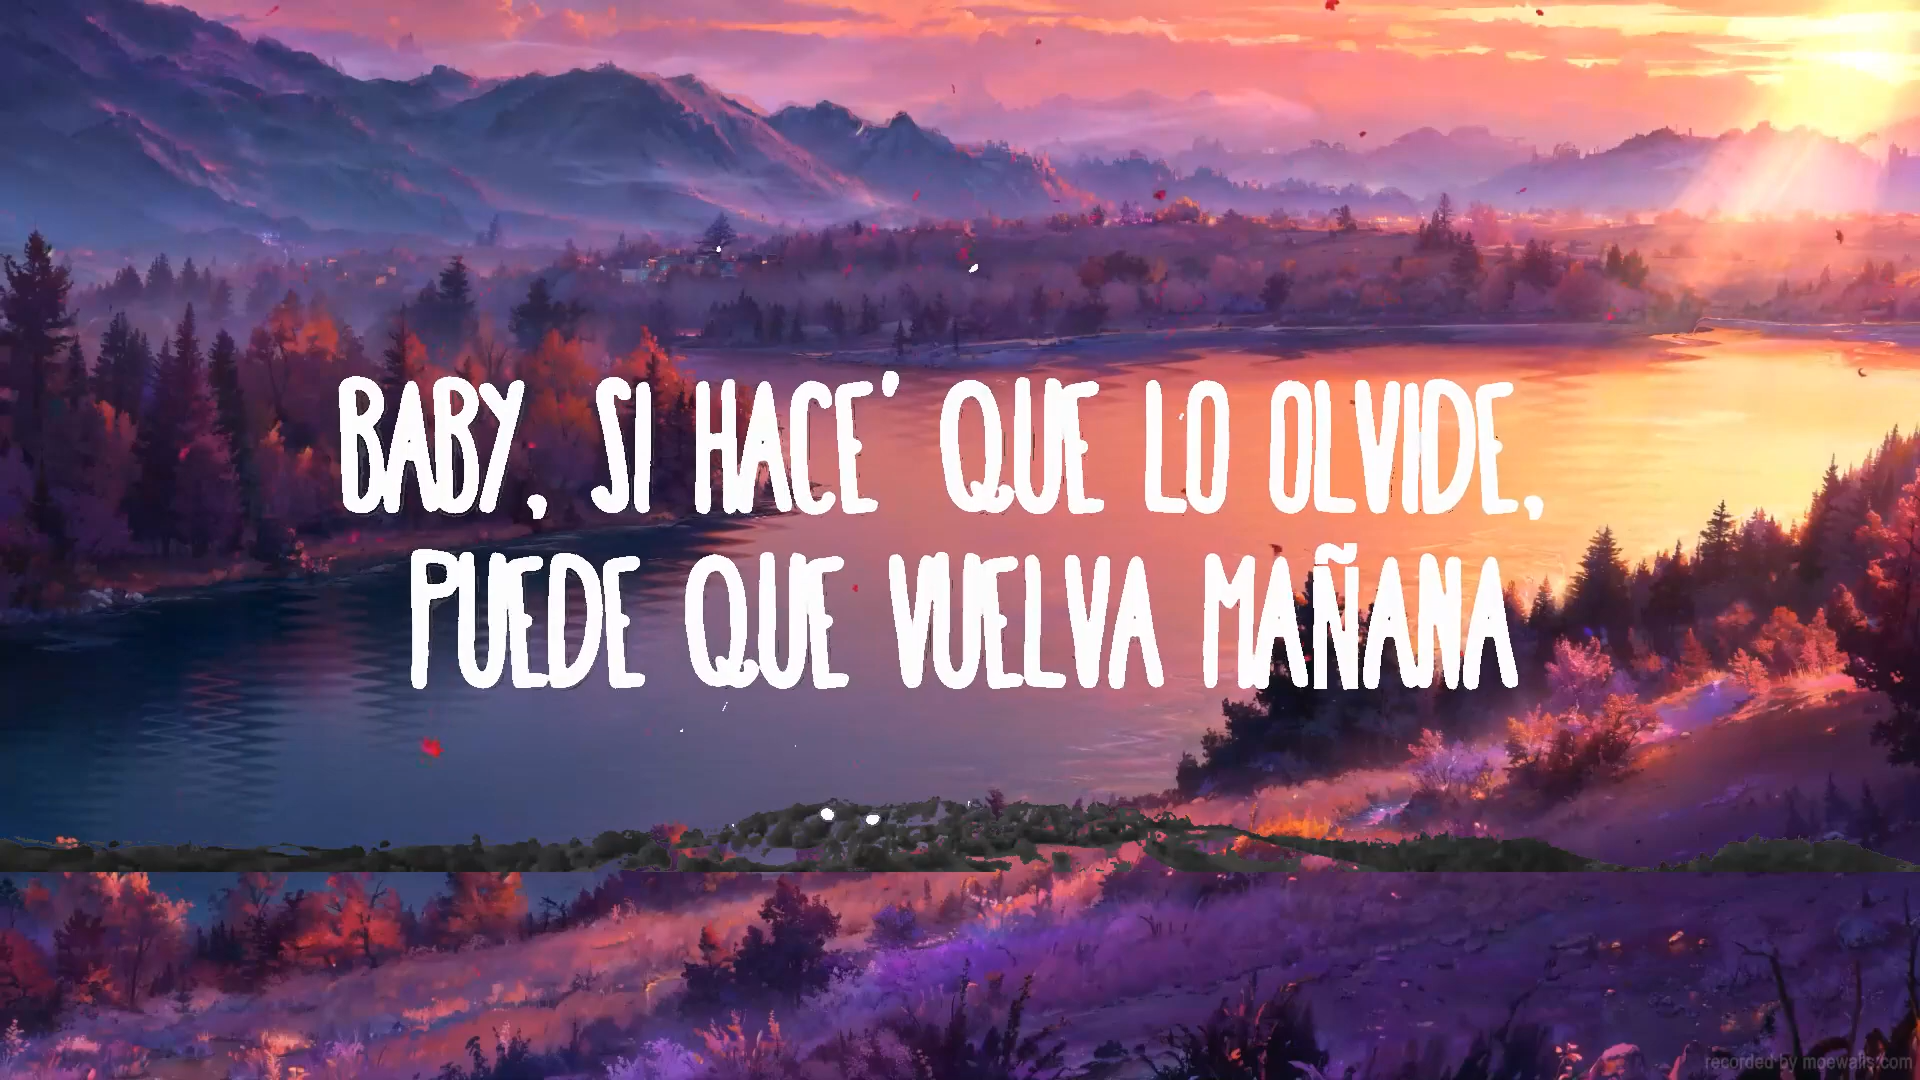 BABY, SI HACE' QUE LO OLVIDE,
PUEDE QUE VUELVA MAÑANA
recorded by moewalls.com